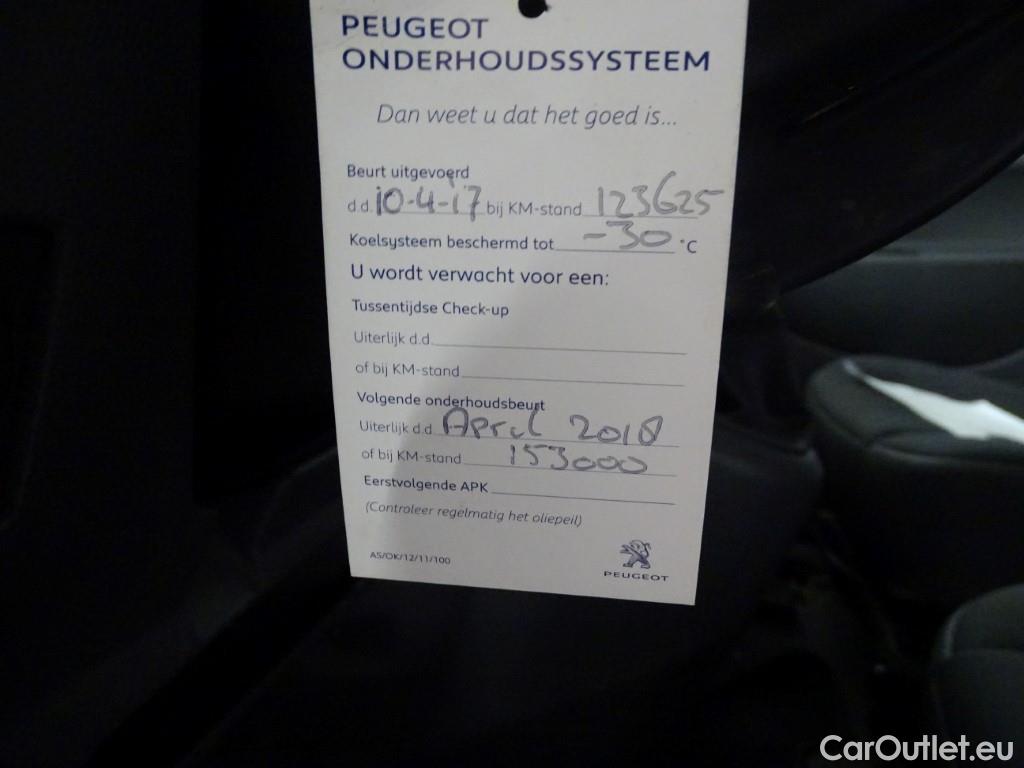 PEUGEOT
ONDERHOUDSSYSTEEM
Dan weet u dat het goed is...
Beurt uitgevoerd
d.d. 10-4-17 bij KM-stand 123625
Koelsysteem beschermd tot -30 °C
U wordt verwacht voor een:
Tussentijdse Check-up
Uiterlijk d.d.
of bij KM-stand
Volgende onderhoudsbeurt
Uiterlijk d.d. April 2018
of bij KM-stand 153000
Eerstvolgende APK
(Controleer regelmatig het oliepeil)
AS/OK/12/11/100
PEUGEOT
CarOutlet.eu